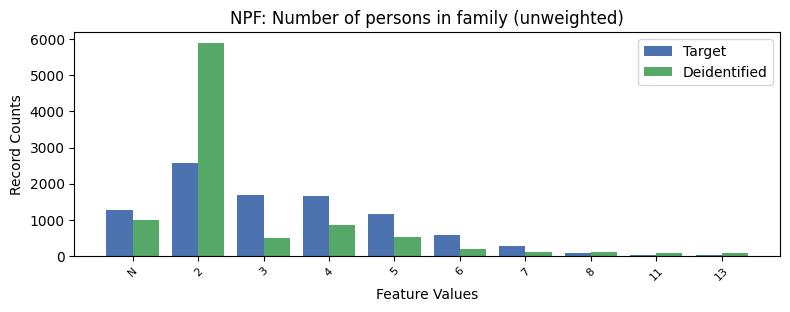 NPF: Number of persons in family (unweighted)
Target
Deidentified
Record Counts
6000
5000
4000
3000
2000
1000
0
N 2 3 4 5 6 7 8 11 13
Feature Values